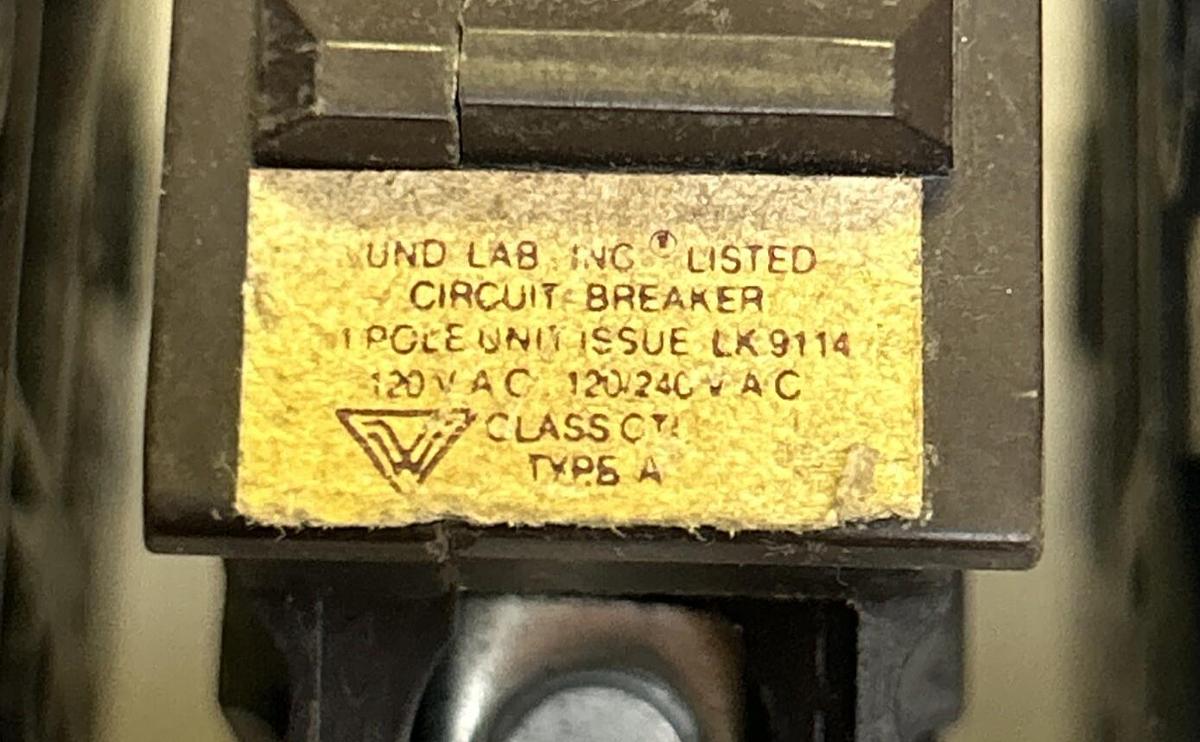 UND LAB. INC.® LISTED
CIRCUIT-BREAKER
1 POLE UNIT ISSUE LK 9114
120 V A C 120/240 V A C
CLASS CTL
TYPE A